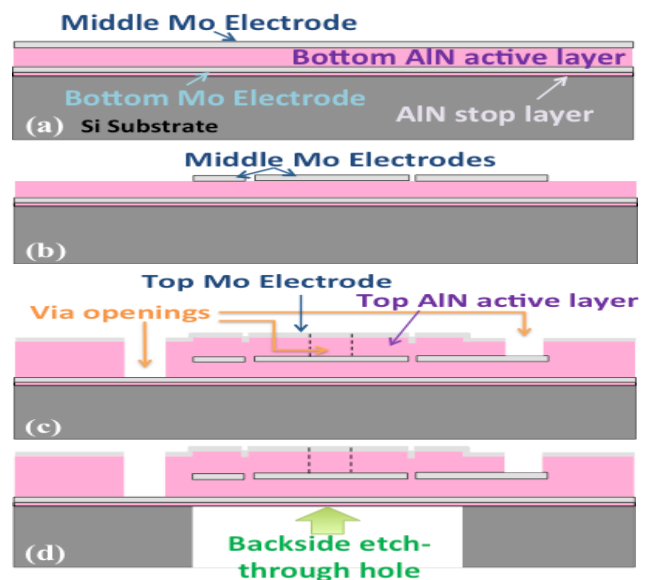 Middle Mo Electrode
Bottom AlN active layer
Bottom Mo Electrode
AlN stop layer
(a) Si Substrate
Middle Mo Electrodes
(b)
Top Mo Electrode
Top AlN active layer
Via openings
(c)
(d)
Backside etch-
through hole